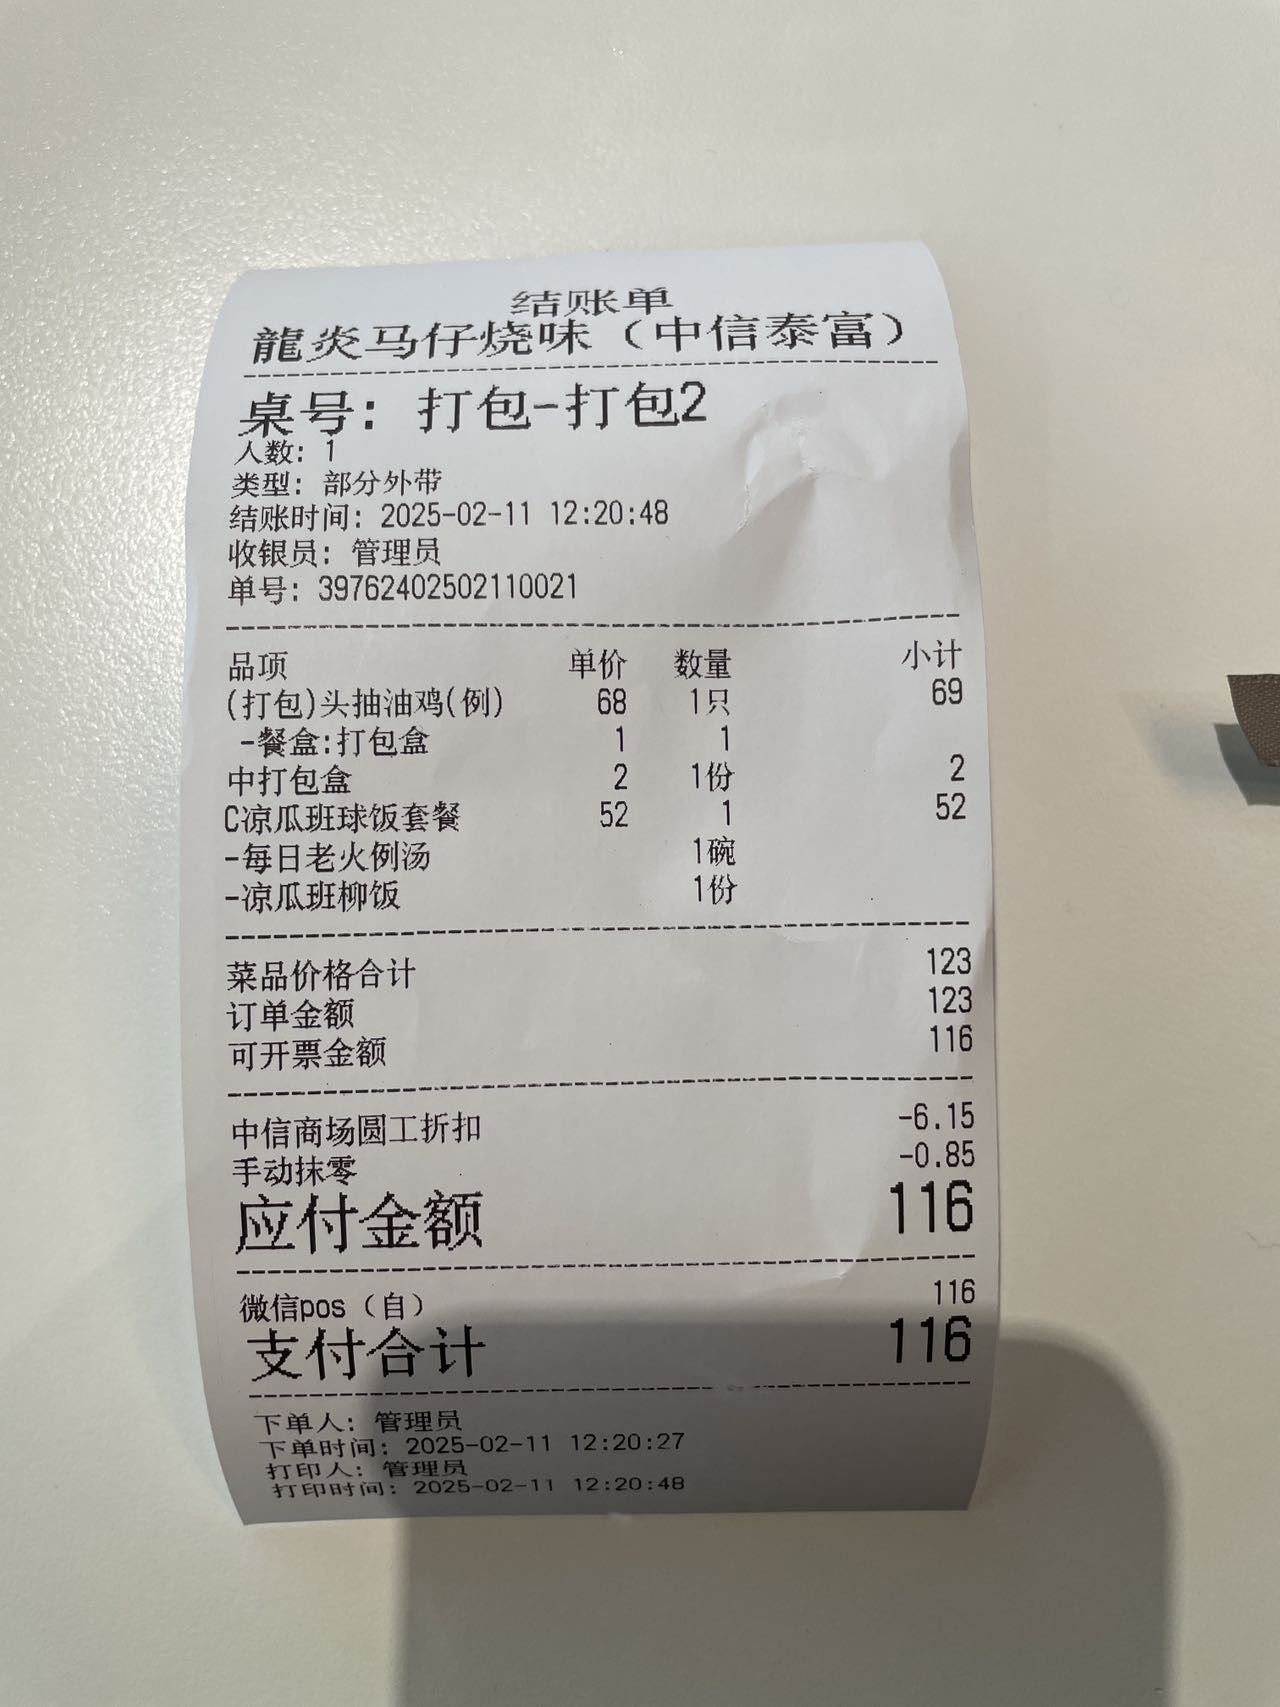 结账单
龍炎马仔烧味（中信泰富）
桌号: 打包-打包2
人数: 1
类型: 部分外带
结账时间: 2025-02-11 12:20:48
收银员: 管理员
单号: 39762402502110021
品项 单价 数量 小计
(打包)头抽油鸡(例) 68 1只 69
-餐盒:打包盒 1 1
中打包盒 2 1份 2
C凉瓜班球饭套餐 52 1 52
-每日老火例汤 1碗
-凉瓜班柳饭 1份
菜品价格合计 123
订单金额 123
可开票金额 116
中信商场圆工折扣 -6.15
手动抹零 -0.85
应付金额 116
微信pos（自） 116
支付合计 116
下单人: 管理员
下单时间: 2025-02-11 12:20:27
打印人: 管理员
打印时间: 2025-02-11 12:20:48